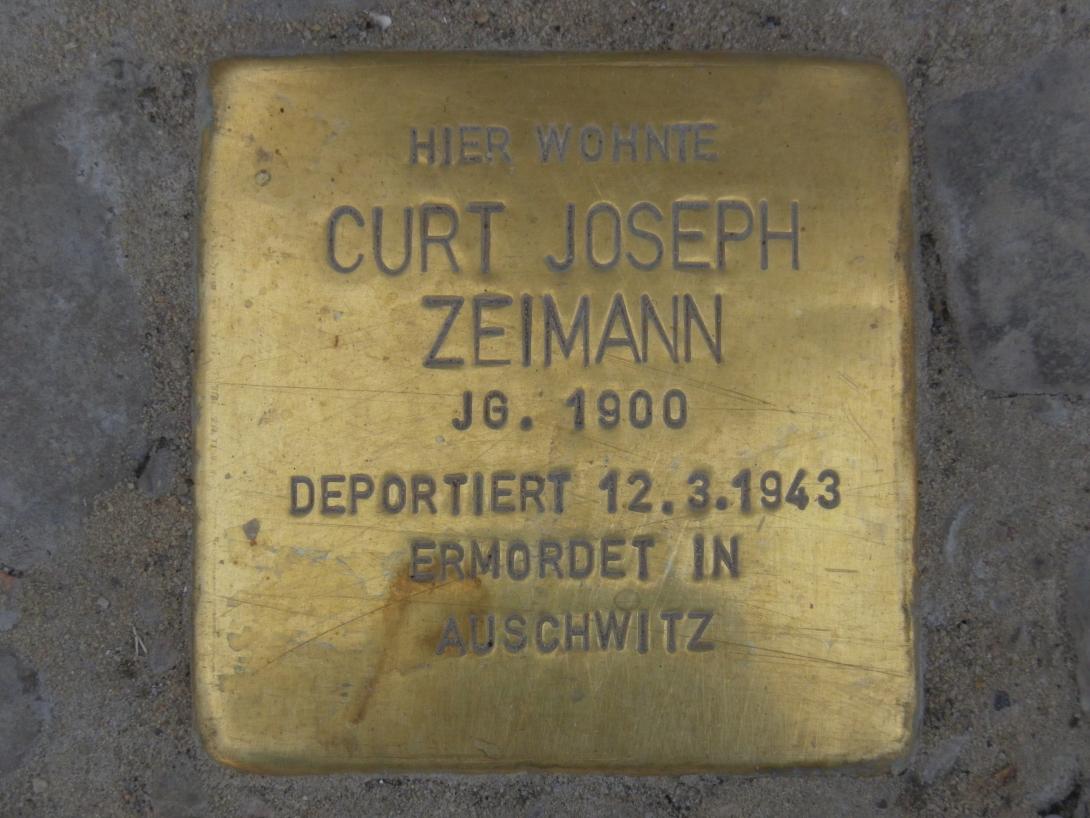 HIER WOHNTE
CURT JOSEPH
ZEIMANN
JG. 1900
DEPORTIERT 12.3.1943
ERMORDET IN
AUSCHWITZ